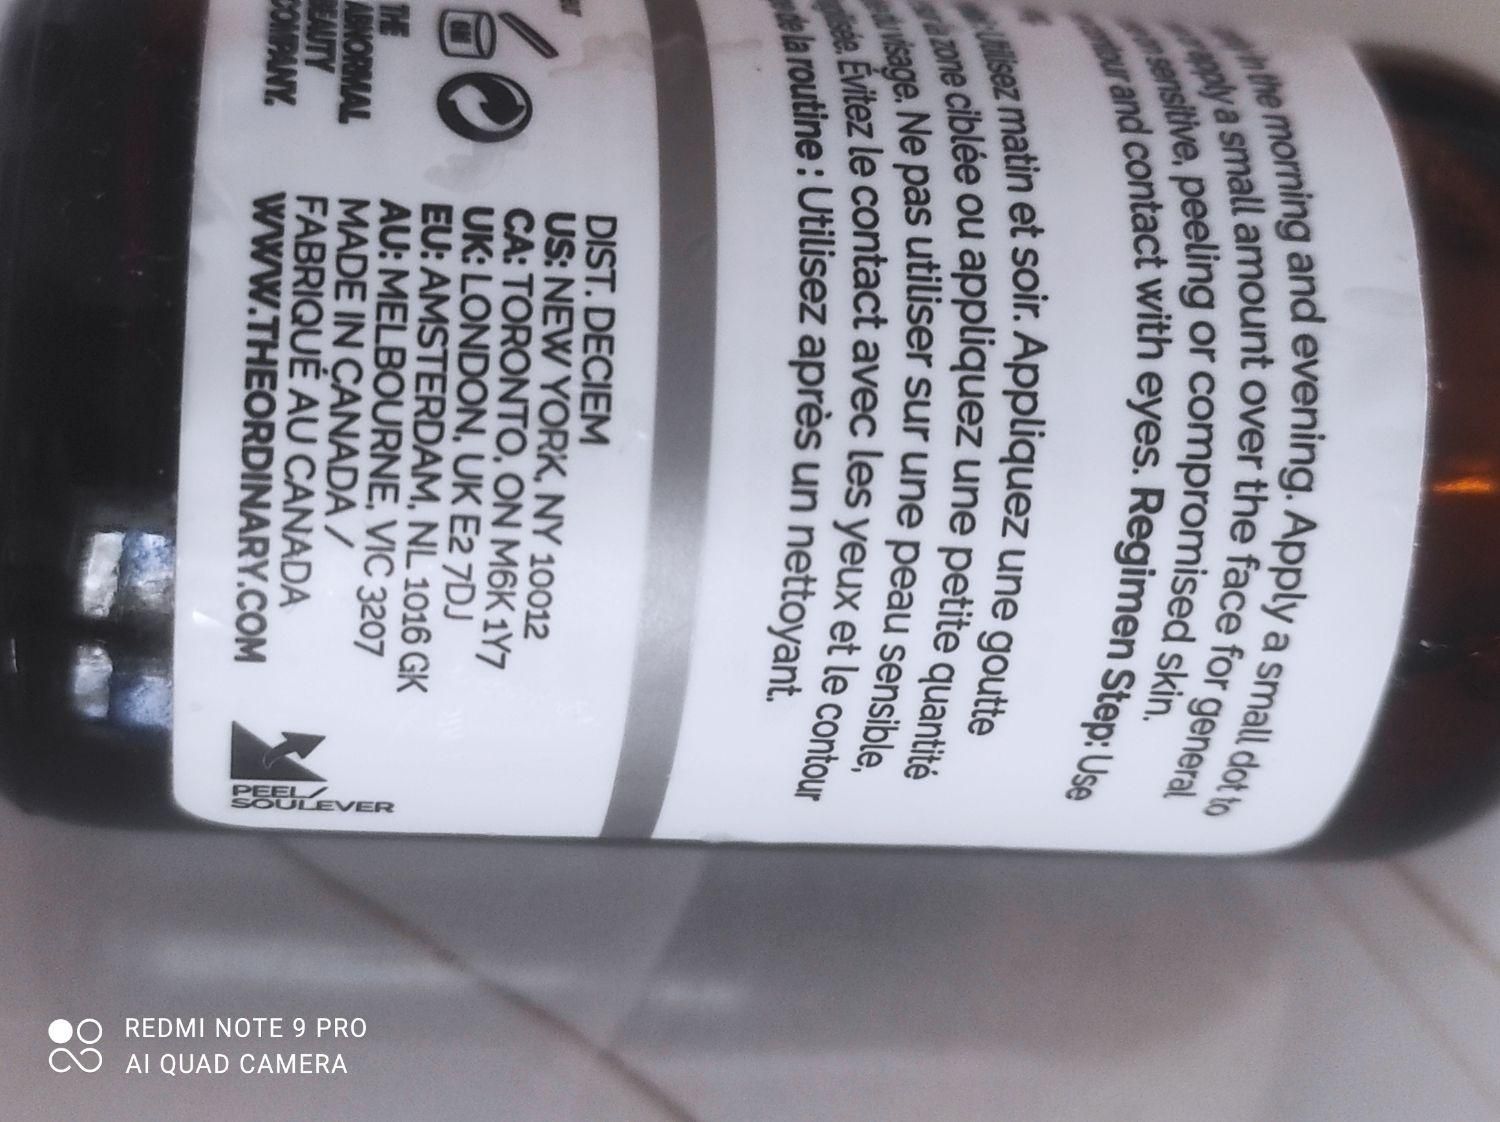 in the morning and evening. Apply a small dot to
apply a small amount over the face for general
sensitive, peeling or compromised skin.
contour and contact with eyes. Regimen Step: Use
Utilisez matin et soir. Appliquez une goutte
zone ciblée ou appliquez une petite quantité
visage. Ne pas utiliser sur une peau sensible,
Évitez le contact avec les yeux et le contour
de la routine : Utilisez après un nettoyant.
DIST. DECIEM
US: NEW YORK, NY 10012
CA: TORONTO, ON M6K 1Y7
UK: LONDON, UK E2 7DJ
EU: AMSTERDAM, NL 1016 GK
AU: MELBOURNE, VIC 3207
MADE IN CANADA /
FABRIQUÉ AU CANADA
WWW.THEORDINARY.COM
THE
ABNORMAL
BEAUTY
COMPANY.
PEEL/
SOULEVER
REDMI NOTE 9 PRO
AI QUAD CAMERA